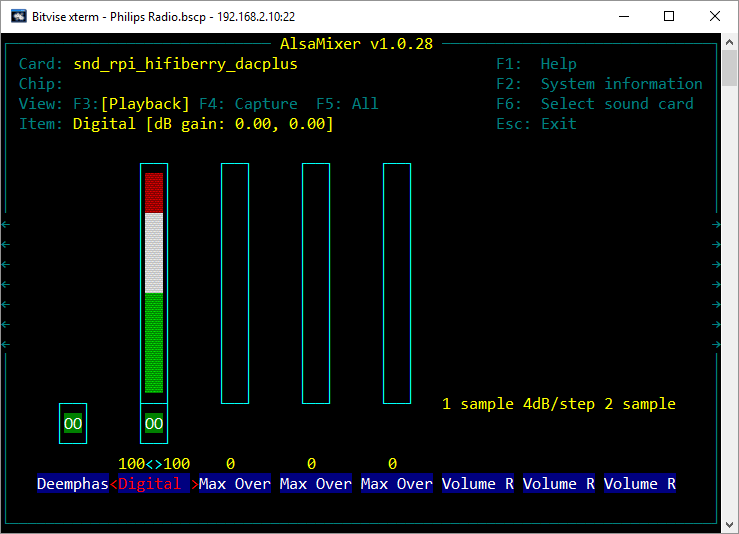 Bitvise xterm - Philips Radio.bscp - 192.168.2.10:22
AlsaMixer v1.0.28
Card: snd_rpi_hifiberry_dacplus F1: Help
Chip: F2: System information
View: F3:[Playback] F4: Capture F5: All F6: Select sound card
Item: Digital [dB gain: 0.00, 0.00] Esc: Exit
1 sample 4dB/step 2 sample
OO OO
100<>100 0 0 0
Deemphas <Digital > Max Over Max Over Max Over Volume R Volume R Volume R